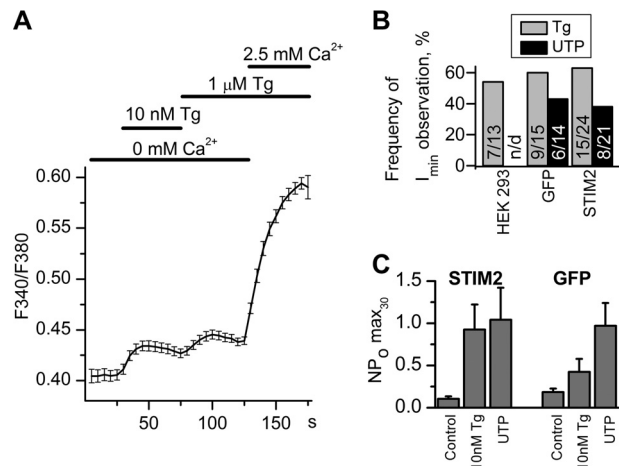 A
2.5 mM Ca²⁺
1 μM Tg
10 nM Tg
0 mM Ca²⁺
F340/F380
0.60
0.55
0.50
0.45
0.40
50
100
150
s
B
Tg
UTP
Frequency of
Imin observation, %
60
40
20
0
7/13
n/d
9/15
6/14
15/24
8/21
HEK 293
GFP
STIM2
C
STIM2
GFP
NPO max30
1.5
1.0
0.5
0.0
Control
10nM Tg
UTP
Control
10nM Tg
UTP